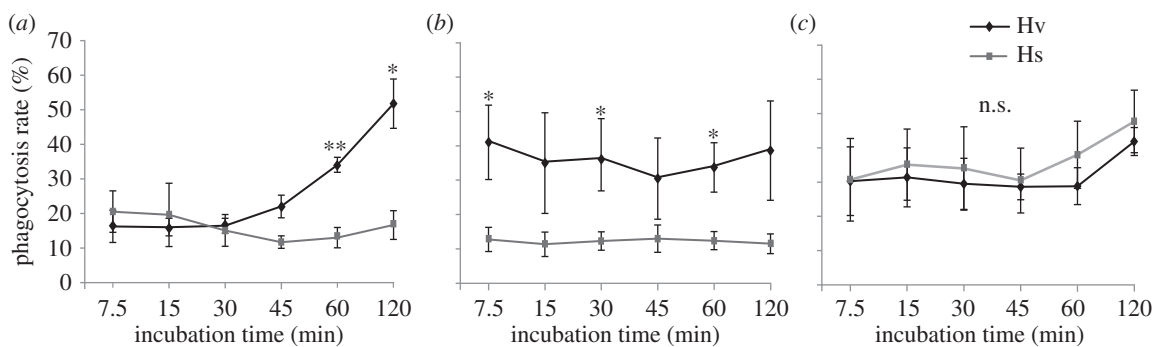 (a)
(b)
(c)
Hv
Hs
phagocytosis rate (%)
70
60
50
40
30
20
10
0
*
**
*
*
*
n.s.
7.5 15 30 45 60 120
7.5 15 30 45 60 120
7.5 15 30 45 60 120
incubation time (min)
incubation time (min)
incubation time (min)